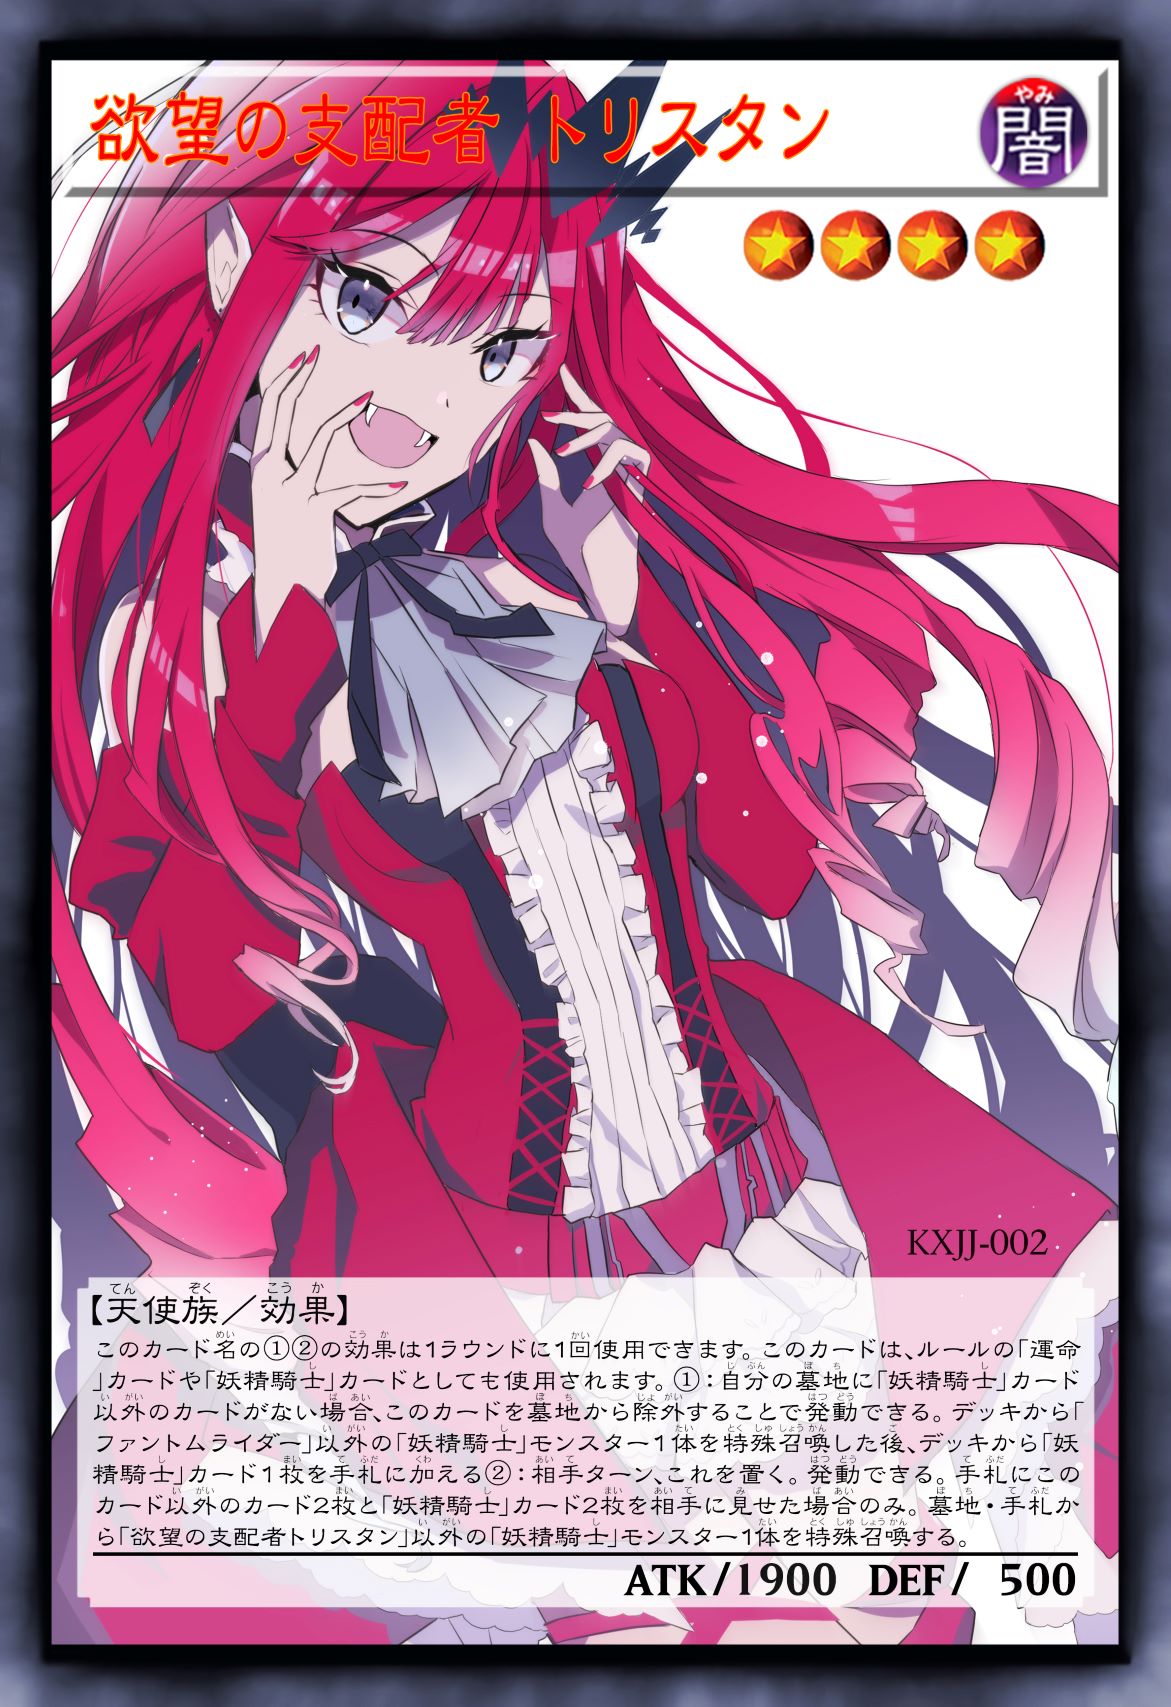 欲望の支配者 トリスタン
やみ
闇
KXJJ-002
【天使族／効果】
このカード名の①②の効果は1ラウンドに1回使用できます。このカードは、ルールの「運命
」カードや「妖精騎士」カードとしても使用されます。①：自分の墓地に「妖精騎士」カード
以外のカードがない場合、このカードを墓地から除外することで発動できる。デッキから「
ファントムライダー」以外の「妖精騎士」モンスター1体を特殊召喚した後、デッキから「妖
精騎士」カード1枚を手札に加える②：相手ターン、これを置く。発動できる。手札にこの
カード以外のカード2枚と「妖精騎士」カード2枚を相手に見せた場合のみ。墓地・手札か
ら「欲望の支配者トリスタン」以外の「妖精騎士」モンスター1体を特殊召喚する。
ATK/1900 DEF/ 500